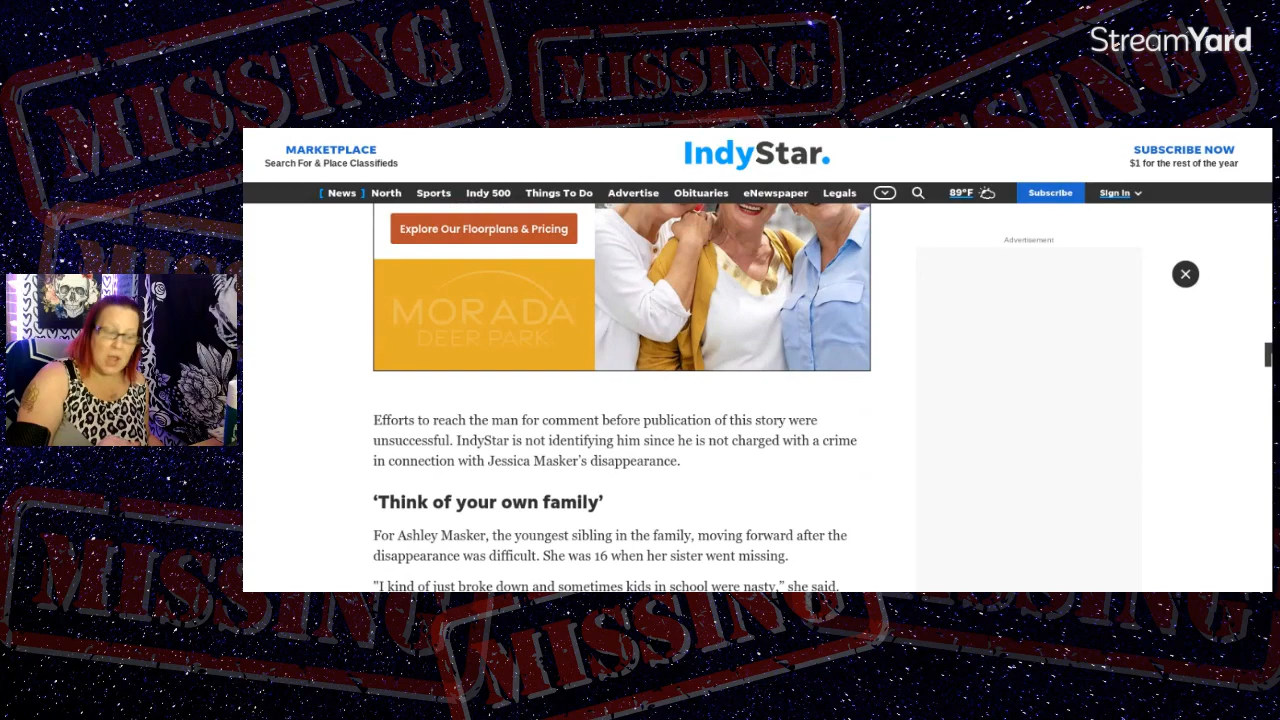 MISSING
MISSING
MISSING
StreamYard
MARKETPLACE
Search For & Place Classifieds
IndyStar.
SUBSCRIBE NOW
$1 for the rest of the year
[ News ] North Sports Indy 500 Things To Do Advertise Obituaries eNewspaper Legals 89°F Subscribe Sign In
Explore Our Floorplans & Pricing
MORADA
DEER PARK
Advertisement
Efforts to reach the man for comment before publication of this story were
unsuccessful. IndyStar is not identifying him since he is not charged with a crime
in connection with Jessica Masker’s disappearance.
‘Think of your own family’
For Ashley Masker, the youngest sibling in the family, moving forward after the
disappearance was difficult. She was 16 when her sister went missing.
"I kind of just broke down and sometimes kids in school were nasty,” she said.
MISSING
MISSING
MISSING